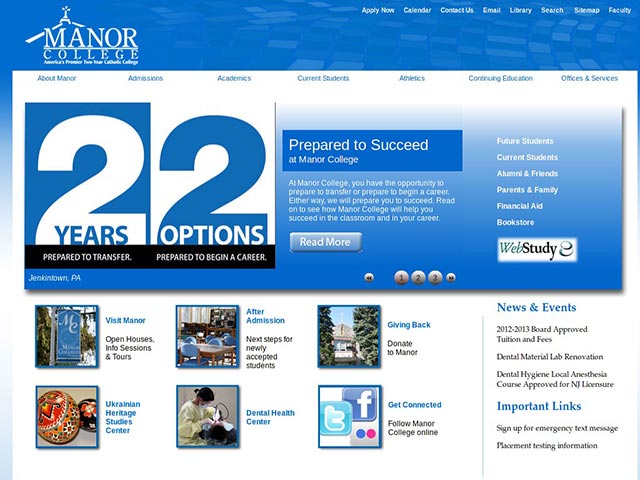 Apply Now Calendar Contact Us Email Library Search Sitemap Faculty
MANOR
COLLEGE
America's Premier Two-Year Catholic College
About Manor Admissions Academics Current Students Athletics Continuing Education Offices & Services
2 2
YEARS OPTIONS
PREPARED TO TRANSFER. PREPARED TO BEGIN A CAREER.
Jenkintown, PA
Prepared to Succeed
at Manor College
At Manor College, you have the opportunity to
prepare to transfer or prepare to begin a career.
Either way, we will prepare you to succeed. Read
on to see how Manor College will help you
succeed in the classroom and in your career.
Read More
1 2 3
Future Students
Current Students
Alumni & Friends
Parents & Family
Financial Aid
Bookstore
WebStudy
Visit Manor
Open Houses,
Info Sessions
& Tours
After
Admission
Next steps for
newly
accepted
students
Giving Back
Donate
to Manor
MC
MANOR
COLLEGE
Ukrainian
Heritage
Studies
Center
Dental Health
Center
Get Connected
Follow Manor
College online
t f
News & Events
2012-2013 Board Approved
Tuition and Fees
Dental Material Lab Renovation
Dental Hygiene Local Anesthesia
Course Approved for NJ Licensure
Important Links
Sign up for emergency text message
Placement testing information